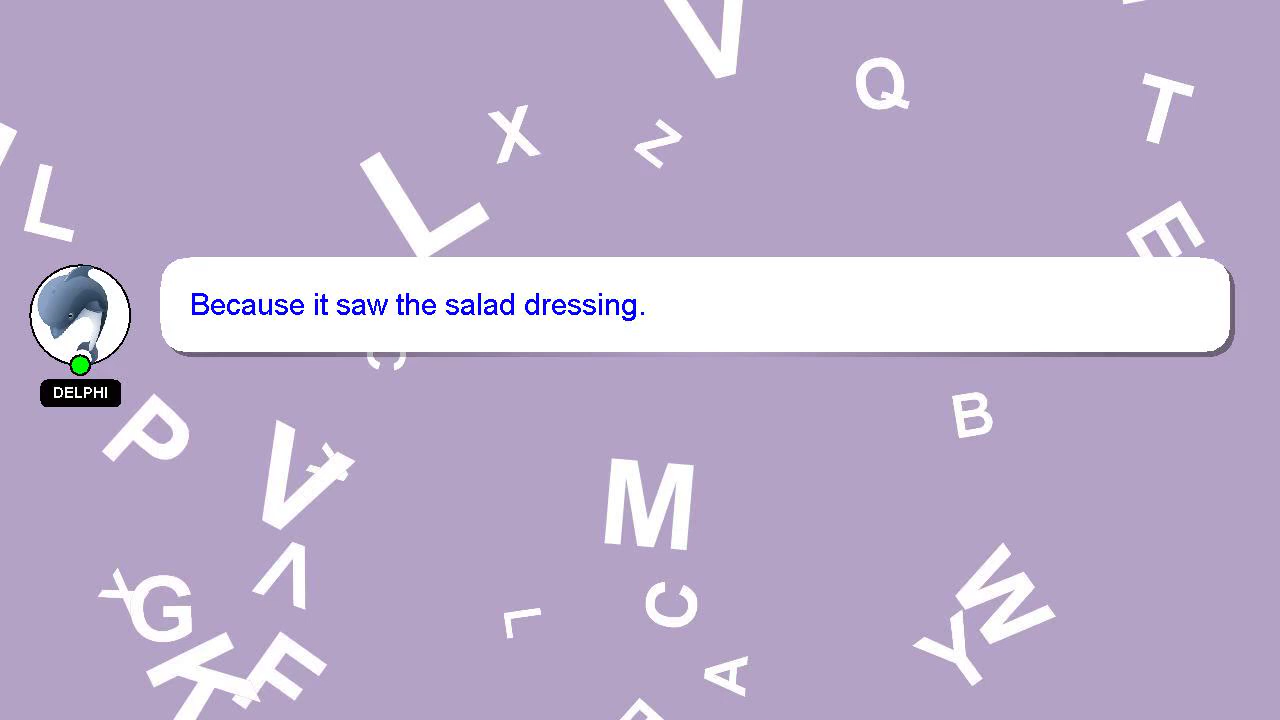 V
Q
T
X
Z
L
L
E
Because it saw the salad dressing.
C
DELPHI
B
P
V
M
V
X
G
W
L
C
Y
K
F
A